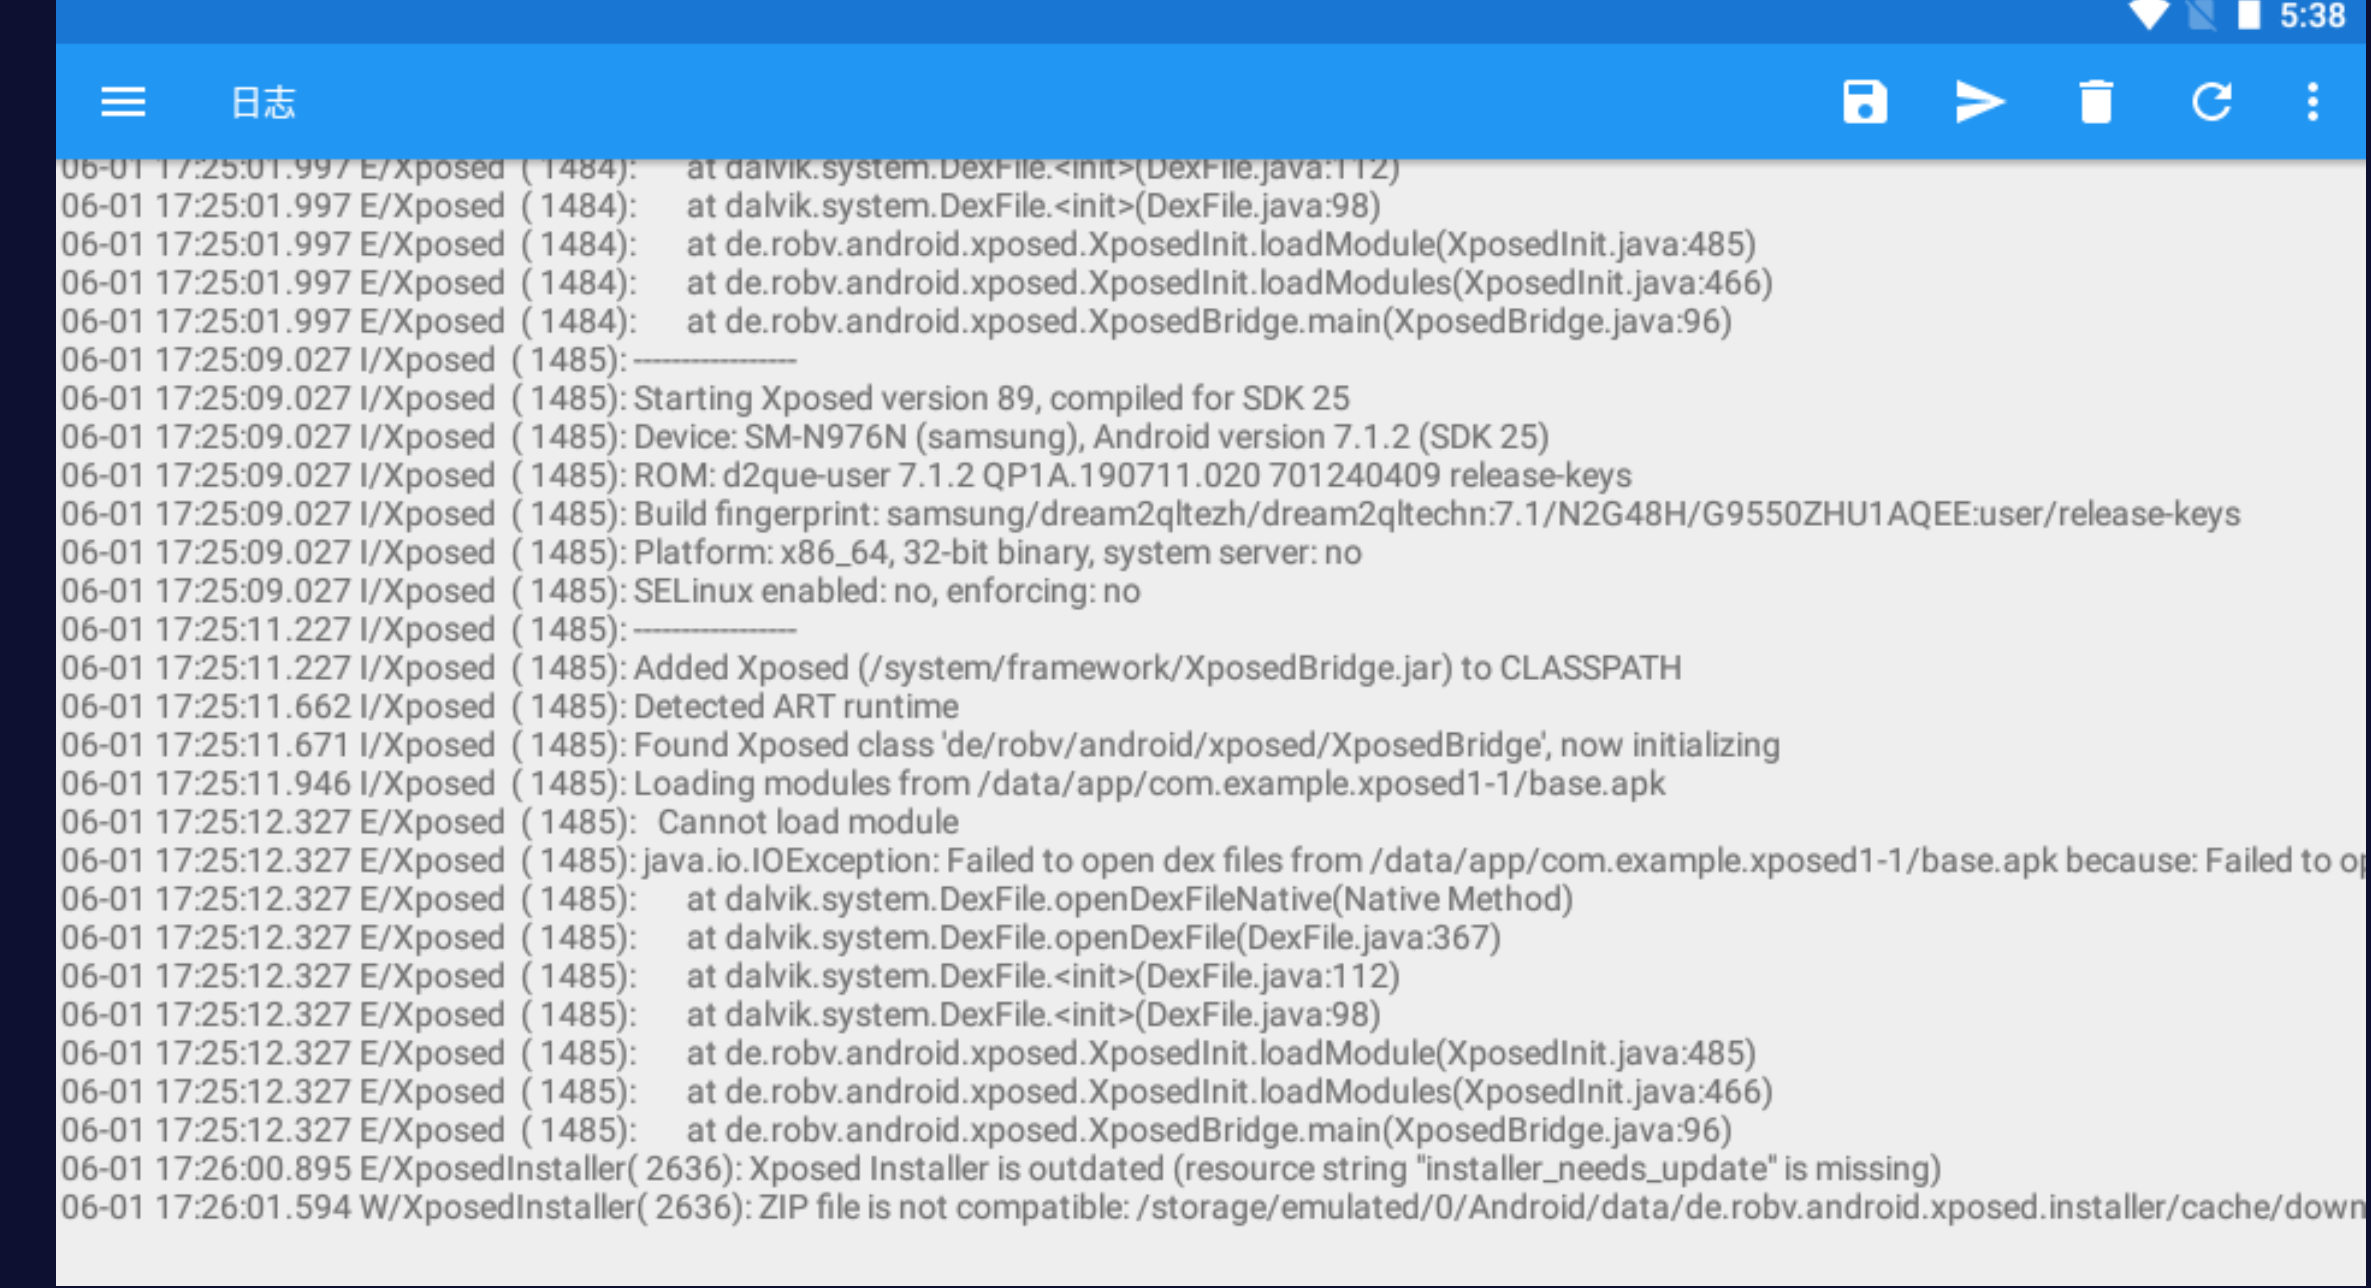 5:38
日志
06-01 17:25:01.997 E/Xposed ( 1484): at dalvik.system.DexFile.<init>(DexFile.java:112)
06-01 17:25:01.997 E/Xposed ( 1484): at dalvik.system.DexFile.<init>(DexFile.java:98)
06-01 17:25:01.997 E/Xposed ( 1484): at de.robv.android.xposed.XposedInit.loadModule(XposedInit.java:485)
06-01 17:25:01.997 E/Xposed ( 1484): at de.robv.android.xposed.XposedInit.loadModules(XposedInit.java:466)
06-01 17:25:01.997 E/Xposed ( 1484): at de.robv.android.xposed.XposedBridge.main(XposedBridge.java:96)
06-01 17:25:09.027 I/Xposed ( 1485): -----------------
06-01 17:25:09.027 I/Xposed ( 1485): Starting Xposed version 89, compiled for SDK 25
06-01 17:25:09.027 I/Xposed ( 1485): Device: SM-N976N (samsung), Android version 7.1.2 (SDK 25)
06-01 17:25:09.027 I/Xposed ( 1485): ROM: d2que-user 7.1.2 QP1A.190711.020 701240409 release-keys
06-01 17:25:09.027 I/Xposed ( 1485): Build fingerprint: samsung/dream2qltezh/dream2qltechn:7.1/N2G48H/G9550ZHU1AQEE:user/release-keys
06-01 17:25:09.027 I/Xposed ( 1485): Platform: x86_64, 32-bit binary, system server: no
06-01 17:25:09.027 I/Xposed ( 1485): SELinux enabled: no, enforcing: no
06-01 17:25:11.227 I/Xposed ( 1485): -----------------
06-01 17:25:11.227 I/Xposed ( 1485): Added Xposed (/system/framework/XposedBridge.jar) to CLASSPATH
06-01 17:25:11.662 I/Xposed ( 1485): Detected ART runtime
06-01 17:25:11.671 I/Xposed ( 1485): Found Xposed class 'de/robv/android/xposed/XposedBridge', now initializing
06-01 17:25:11.946 I/Xposed ( 1485): Loading modules from /data/app/com.example.xposed1-1/base.apk
06-01 17:25:12.327 E/Xposed ( 1485): Cannot load module
06-01 17:25:12.327 E/Xposed ( 1485): java.io.IOException: Failed to open dex files from /data/app/com.example.xposed1-1/base.apk because: Failed to op
06-01 17:25:12.327 E/Xposed ( 1485): at dalvik.system.DexFile.openDexFileNative(Native Method)
06-01 17:25:12.327 E/Xposed ( 1485): at dalvik.system.DexFile.openDexFile(DexFile.java:367)
06-01 17:25:12.327 E/Xposed ( 1485): at dalvik.system.DexFile.<init>(DexFile.java:112)
06-01 17:25:12.327 E/Xposed ( 1485): at dalvik.system.DexFile.<init>(DexFile.java:98)
06-01 17:25:12.327 E/Xposed ( 1485): at de.robv.android.xposed.XposedInit.loadModule(XposedInit.java:485)
06-01 17:25:12.327 E/Xposed ( 1485): at de.robv.android.xposed.XposedInit.loadModules(XposedInit.java:466)
06-01 17:25:12.327 E/Xposed ( 1485): at de.robv.android.xposed.XposedBridge.main(XposedBridge.java:96)
06-01 17:26:00.895 E/XposedInstaller( 2636): Xposed Installer is outdated (resource string "installer_needs_update" is missing)
06-01 17:26:01.594 W/XposedInstaller( 2636): ZIP file is not compatible: /storage/emulated/0/Android/data/de.robv.android.xposed.installer/cache/down